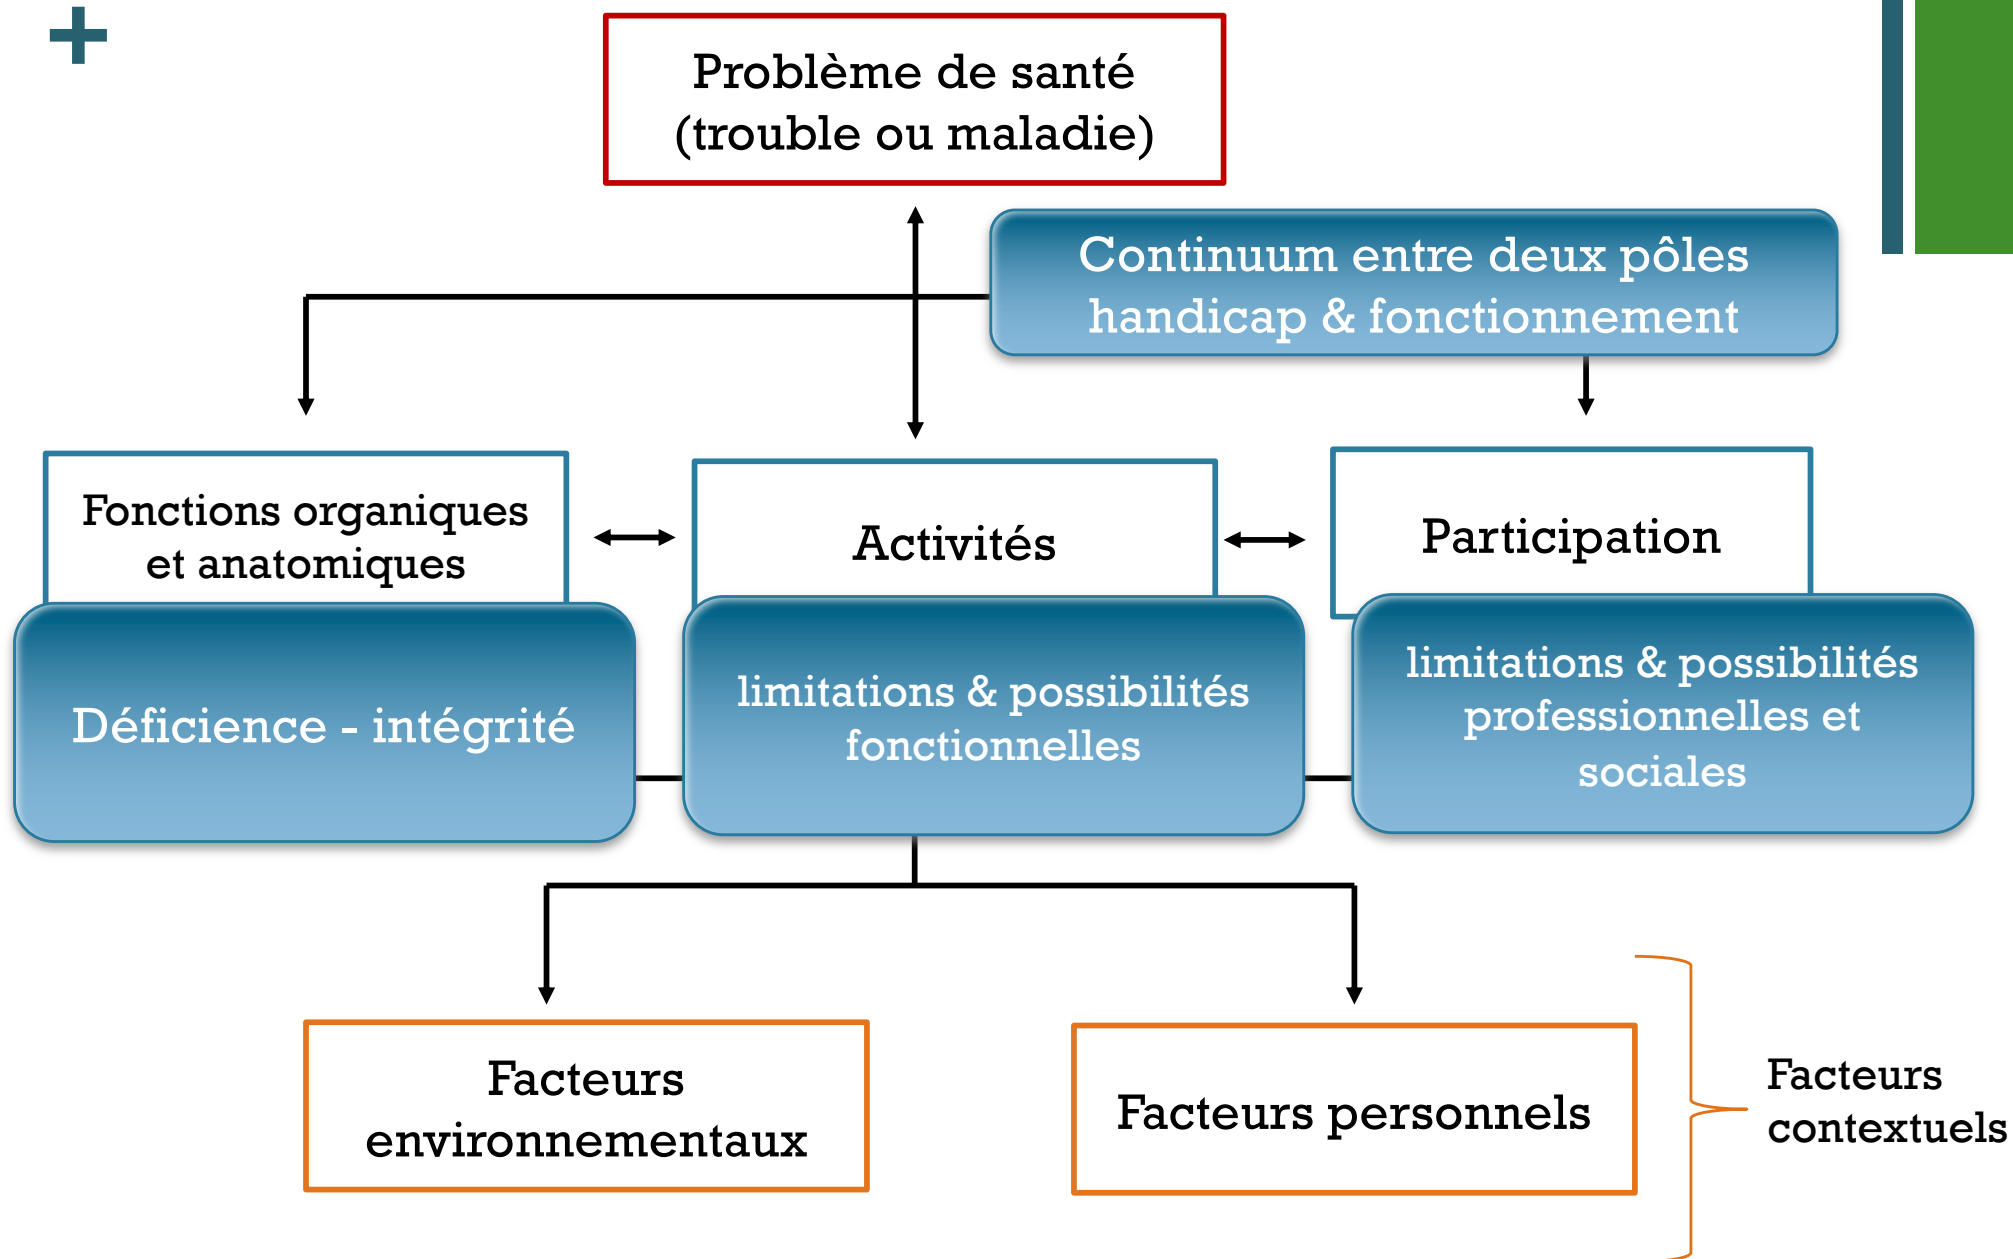 +
Problème de santé
(trouble ou maladie)
Continuum entre deux pôles
handicap & fonctionnement
Fonctions organiques
et anatomiques
Activités
Participation
Déficience - intégrité
limitations & possibilités
fonctionnelles
limitations & possibilités
professionnelles et
sociales
Facteurs
environnementaux
Facteurs personnels
Facteurs
contextuels